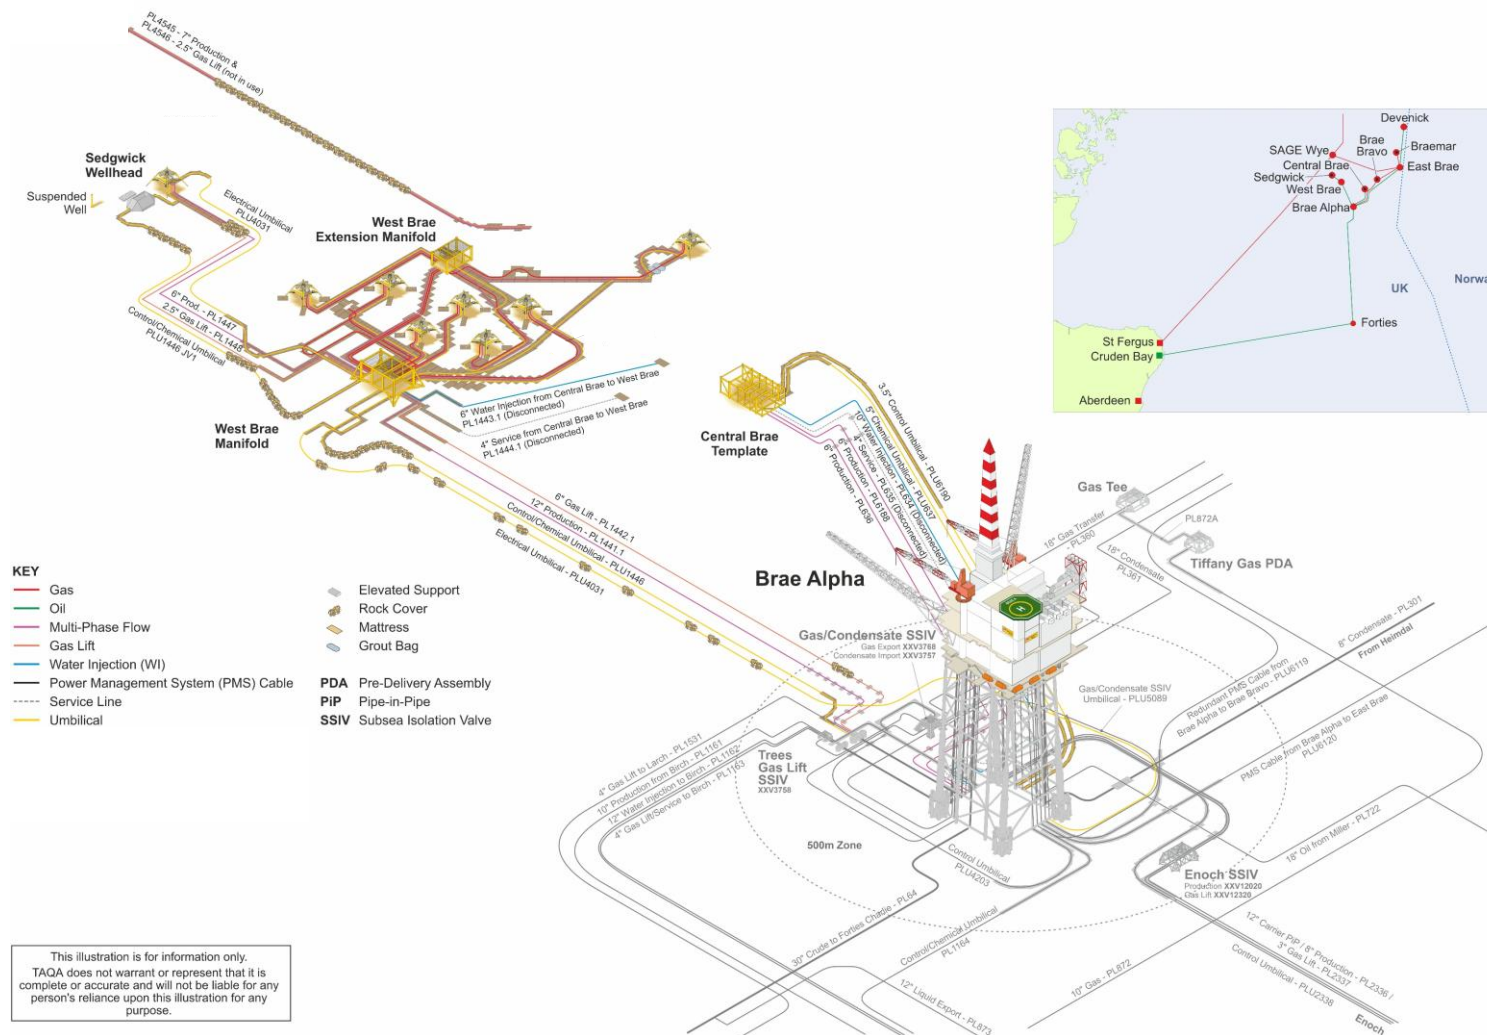 PL4545 - 7" Production &
PL4546 - 2.5" Gas Lift (not in use)
Sedgwick
Wellhead
Suspended
Well
Electrical Umbilical
PLU4031
West Brae
Extension Manifold
6" Prod. - PL1447
2.5" Gas Lift - PL1448
Control/Chemical Umbilical
PLU1446 JV1
West Brae
Manifold
6" Water Injection from Central Brae to West Brae
PL1443.1 (Disconnected)
4" Service from Central Brae to West Brae
PL1444.1 (Disconnected)
6" Gas Lift - PL1442.1
12" Production - PL1441.1
Control/Chemical Umbilical - PLU1446
Electrical Umbilical - PLU4031
Central Brae
Template
3.5" Control Umbilical - PLU6190
5" Chemical Umbilical - PLU637
10" Water Injection - PL634 (Disconnected)
4" Service - PL635 (Disconnected)
6" Production - PL6188
6" Production - PL636
Devenick
Brae
Bravo
Braemar
SAGE Wye
Central Brae
East Brae
Sedgwick
West Brae
Brae Alpha
UK
Norwa
Forties
St Fergus
Cruden Bay
Aberdeen
Brae Alpha
Gas Tee
PL872A
Tiffany Gas PDA
18" Gas Transfer
- PL360
18" Condensate
PL361
8" Condensate - PL301
From Heimdal
Redundant PMS Cable from
Brae Alpha to Brae Bravo - PLU6119
PMS Cable from Brae Alpha to East Brae
PLU6120
18" Oil from Miller - PL722
Gas/Condensate SSIV
Gas Export XXV3768
Condensate Import XXV3757
Gas/Condensate SSIV
Umbilical - PLU5089
H
Trees
Gas Lift
SSIV
XXV3758
4" Gas Lift to Larch - PL1531
10" Production from Birch - PL1161
12" Water Injection to Birch - PL1162
4" Gas Lift/Service to Birch - PL1163
500m Zone
Control Umbilical
PLU4203
Enoch SSIV
Production XXV12020
Gas Lift XXV12320
30" Crude to Forties Chadie - PL64
Control/Chemical Umbilical
PL1164
12" Liquid Export - PL873
10" Gas - PL872
12" Carrier PiP / 8" Production - PL2336 /
3" Gas Lift - PL2337
Control Umbilical - PLU2338
Enoch
KEY
Gas
Oil
Multi-Phase Flow
Gas Lift
Water Injection (WI)
Power Management System (PMS) Cable
Service Line
Umbilical
Elevated Support
Rock Cover
Mattress
Grout Bag
PDA Pre-Delivery Assembly
PiP Pipe-in-Pipe
SSIV Subsea Isolation Valve
This illustration is for information only.
TAQA does not warrant or represent that it is
complete or accurate and will not be liable for any
person's reliance upon this illustration for any
purpose.